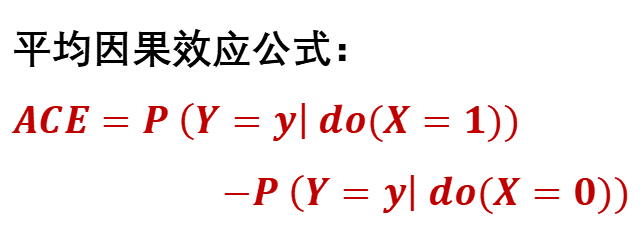 平均因果效应公式:
ACE = P (Y = y| do(X = 1))
−P (Y = y| do(X = 0))